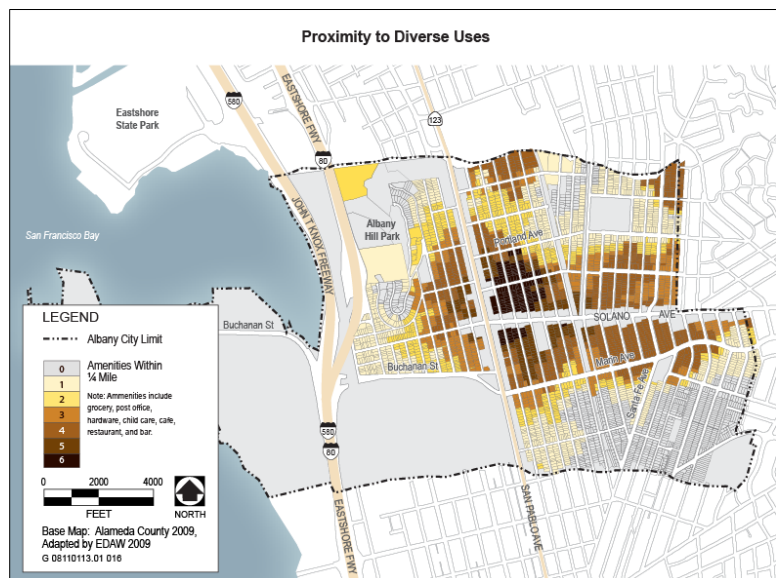 Proximity to Diverse Uses
Eastshore
State Park
580
EASTSHORE FWY
80
123
JOHN T KNOX FREEWAY
Albany
Hill Park
Portland Ave
San Francisco Bay
SOLANO AVE
Buchanan St
Marin Ave
Buchanan St
Santa Fe Ave
580
80
EASTSHORE FWY
SAN PABLO AVE
LEGEND
Albany City Limit
0
1
2
3
4
5
6
Amenities Within
¼ Mile
Note: Ammenities include
grocery, post office,
hardware, child care, cafe,
restaurant, and bar.
0 2000 4000
FEET
NORTH
Base Map: Alameda County 2009,
Adapted by EDAW 2009
G 08110113.01 016